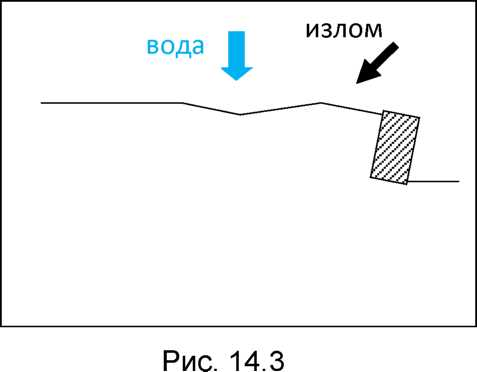 излом
вода
Рис. 14.3